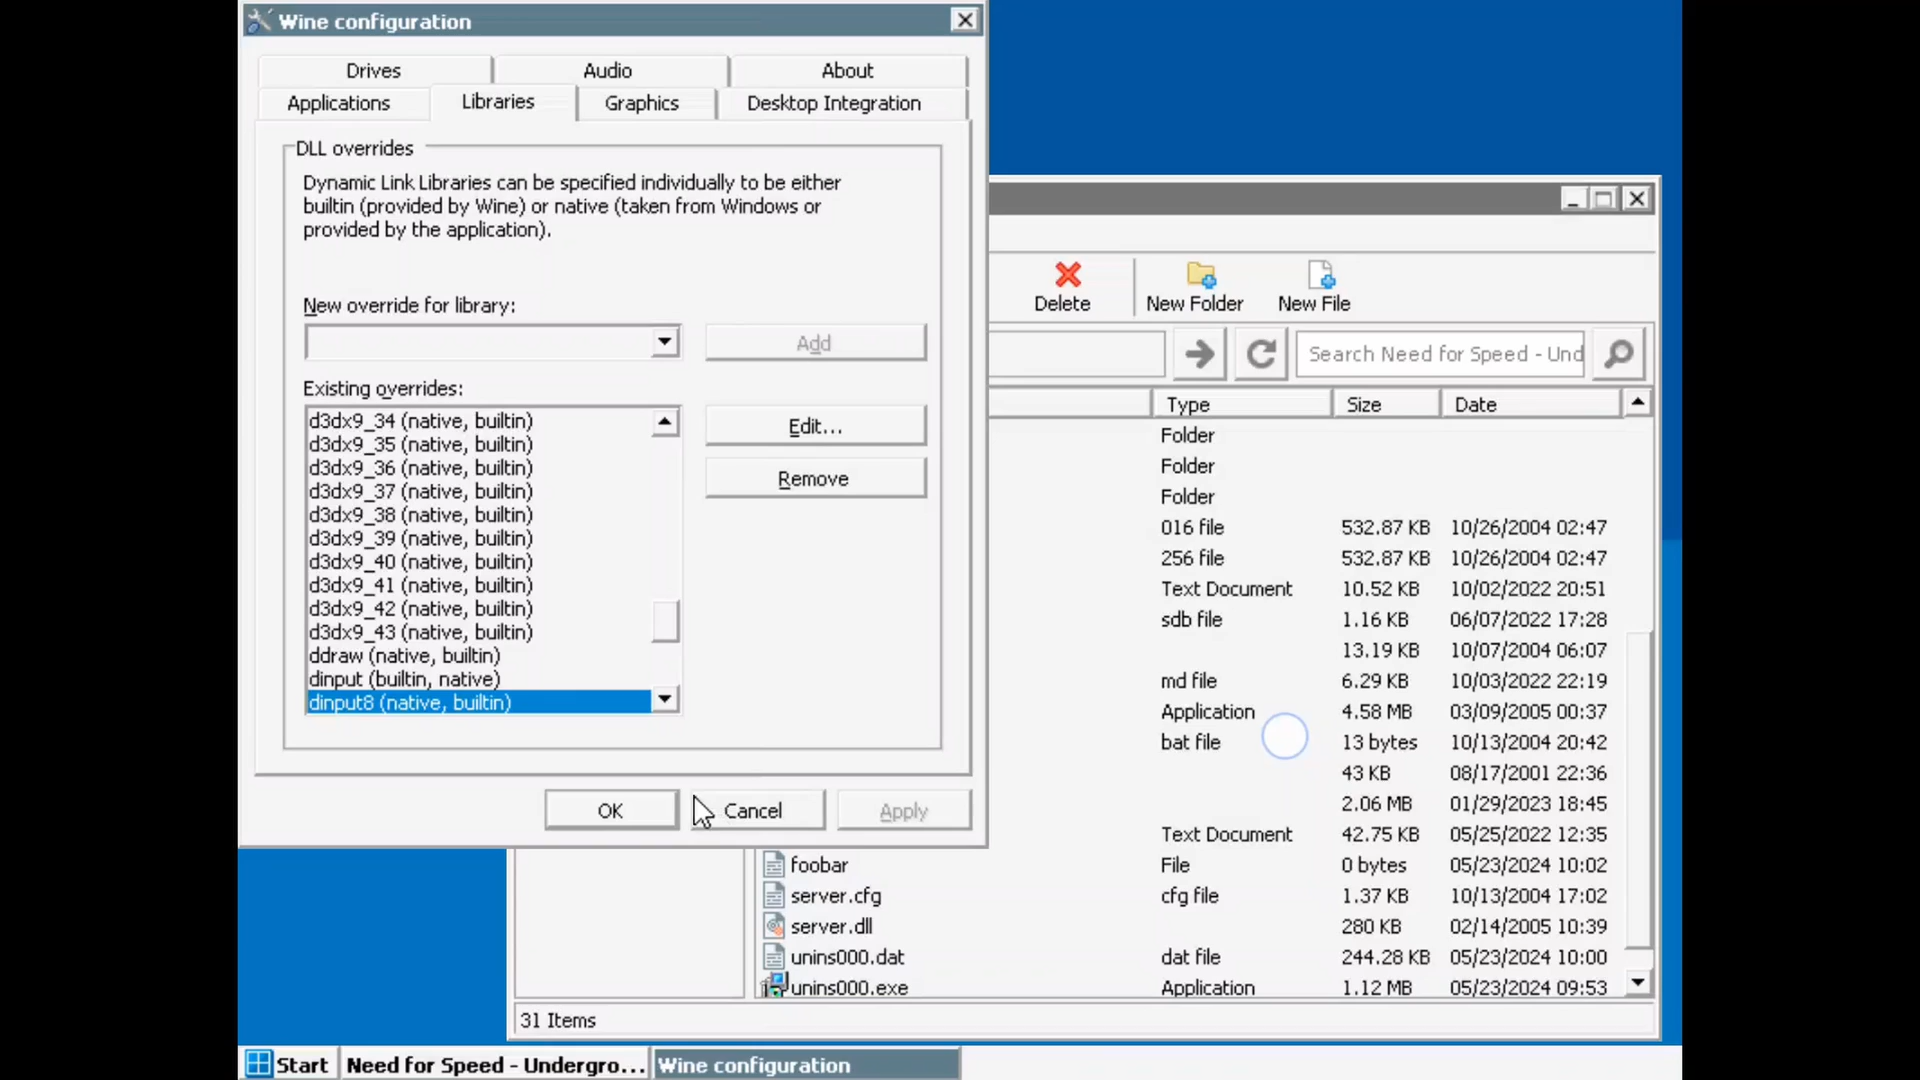 Wine configuration
Drives
Audio
About
Applications
Libraries
Graphics
Desktop Integration
DLL overrides
Dynamic Link Libraries can be specified individually to be either
builtin (provided by Wine) or native (taken from Windows or
provided by the application).
New override for library:
Add
Existing overrides:
d3dx9_34 (native, builtin)
d3dx9_35 (native, builtin)
d3dx9_36 (native, builtin)
d3dx9_37 (native, builtin)
d3dx9_38 (native, builtin)
d3dx9_39 (native, builtin)
d3dx9_40 (native, builtin)
d3dx9_41 (native, builtin)
d3dx9_42 (native, builtin)
d3dx9_43 (native, builtin)
ddraw (native, builtin)
dinput (builtin, native)
dinput8 (native, builtin)
Edit...
Remove
OK
Cancel
Apply
Delete
New Folder
New File
Search Need for Speed - Und
Type Size Date
Folder
Folder
Folder
016 file 532.87 KB 10/26/2004 02:47
256 file 532.87 KB 10/26/2004 02:47
Text Document 10.52 KB 10/02/2022 20:51
sdb file 1.16 KB 06/07/2022 17:28
13.19 KB 10/07/2004 06:07
md file 6.29 KB 10/03/2022 22:19
Application 4.58 MB 03/09/2005 00:37
bat file 13 bytes 10/13/2004 20:42
43 KB 08/17/2001 22:36
2.06 MB 01/29/2023 18:45
Text Document 42.75 KB 05/25/2022 12:35
foobar File 0 bytes 05/23/2024 10:02
server.cfg cfg file 1.37 KB 10/13/2004 17:02
server.dll 280 KB 02/14/2005 10:39
unins000.dat dat file 244.28 KB 05/23/2024 10:00
unins000.exe Application 1.12 MB 05/23/2024 09:53
31 Items
Start
Need for Speed - Undergro...
Wine configuration